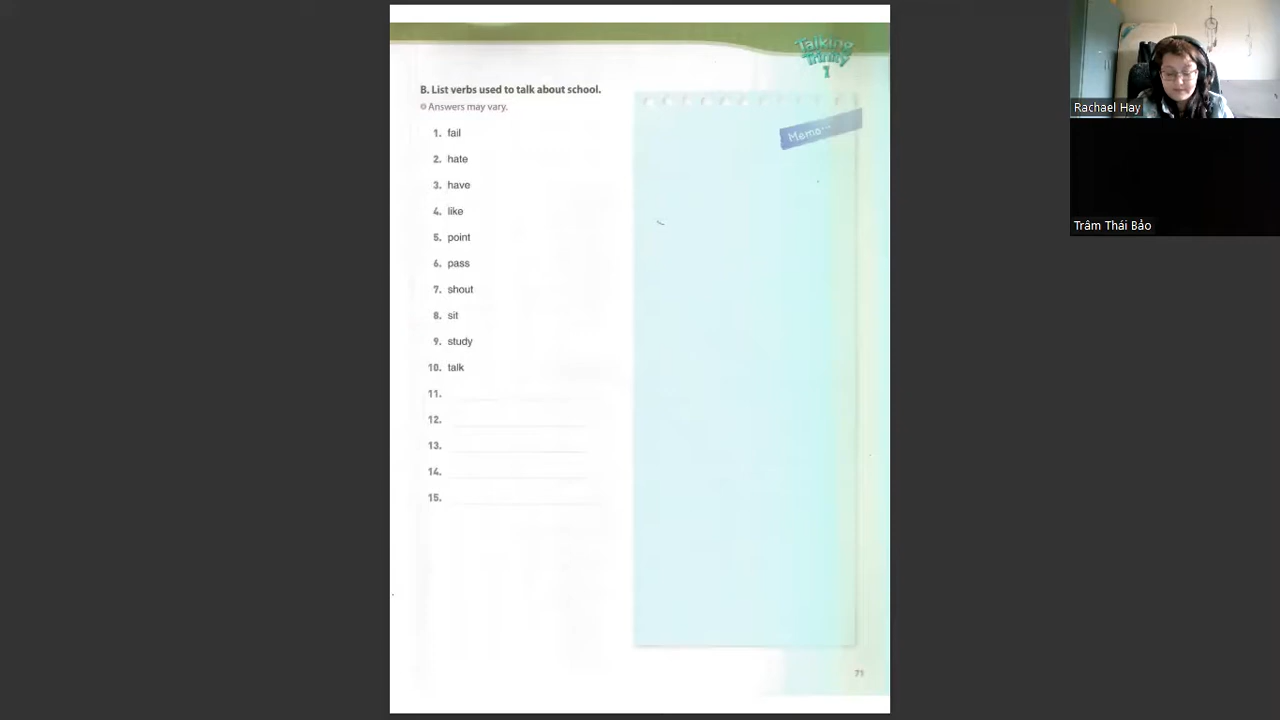 Talking
Trinity
1
B. List verbs used to talk about school.
Answers may vary.
1. fail
2. hate
3. have
4. like
5. point
6. pass
7. shout
8. sit
9. study
10. talk
11.
12.
13.
14.
15.
Memo
71
Rachael Hay
Trâm Thái Bảo